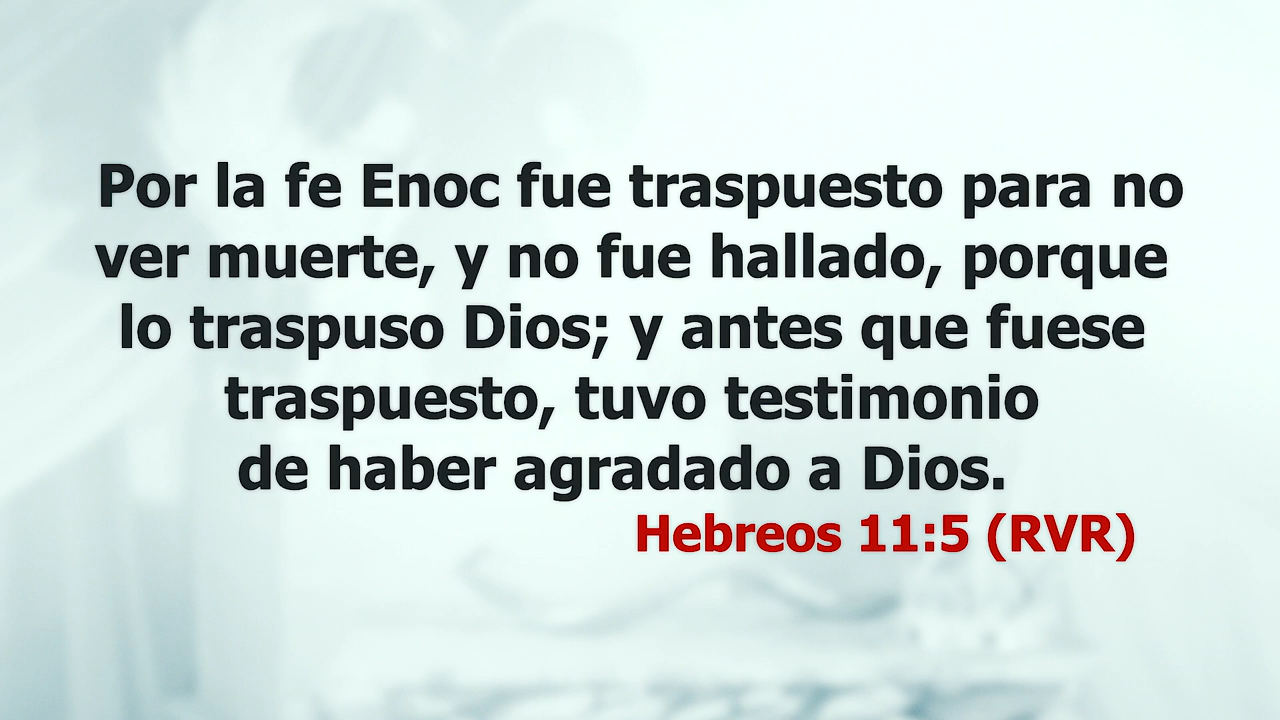 Por la fe Enoc fue traspuesto para no
ver muerte, y no fue hallado, porque
lo traspuso Dios; y antes que fuese
traspuesto, tuvo testimonio
de haber agradado a Dios.
Hebreos 11:5 (RVR)